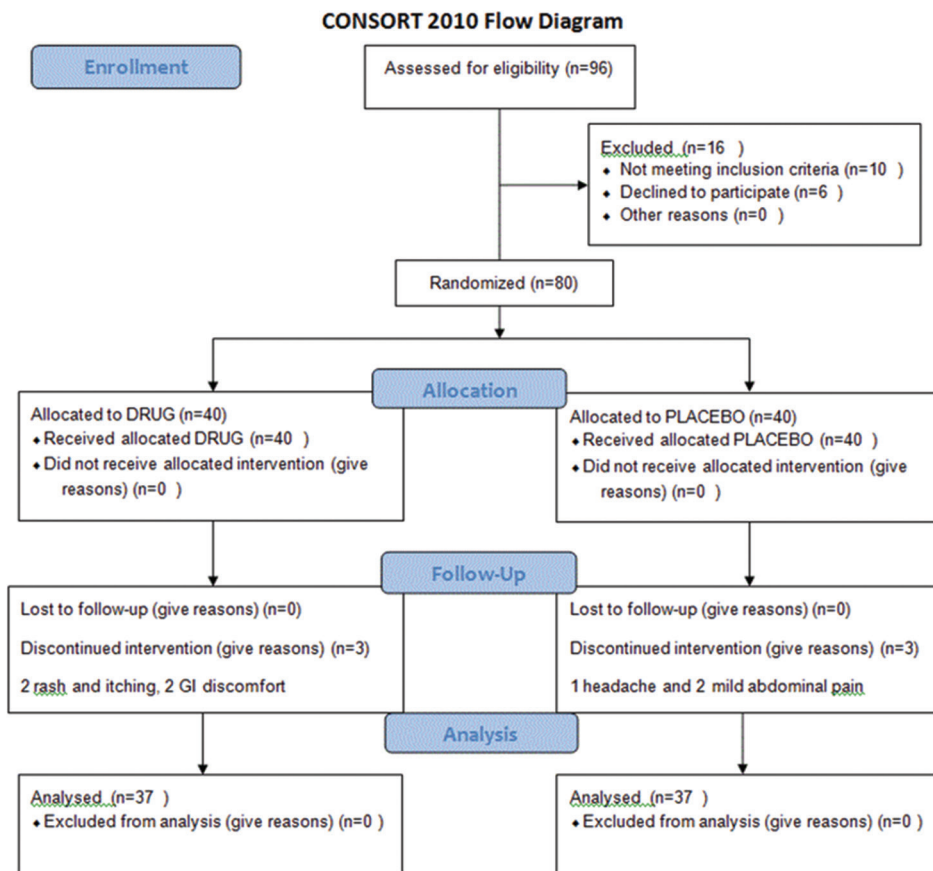 CONSORT 2010 Flow Diagram
Enrollment
Assessed for eligibility (n=96)
Excluded (n=16 )
⬥ Not meeting inclusion criteria (n=10 )
⬥ Declined to participate (n=6 )
⬥ Other reasons (n=0 )
Randomized (n=80)
Allocation
Allocated to DRUG (n=40)
⬥ Received allocated DRUG (n=40 )
⬥ Did not receive allocated intervention (give
reasons) (n=0 )
Allocated to PLACEBO (n=40)
⬥ Received allocated PLACEBO (n=40 )
⬥ Did not receive allocated intervention (give
reasons) (n=0 )
Follow-Up
Lost to follow-up (give reasons) (n=0)
Discontinued intervention (give reasons) (n=3)
2 rash and itching, 2 GI discomfort
Lost to follow-up (give reasons) (n=0)
Discontinued intervention (give reasons) (n=3)
1 headache and 2 mild abdominal pain
Analysis
Analysed (n=37 )
⬥ Excluded from analysis (give reasons) (n=0 )
Analysed (n=37 )
⬥ Excluded from analysis (give reasons) (n=0 )